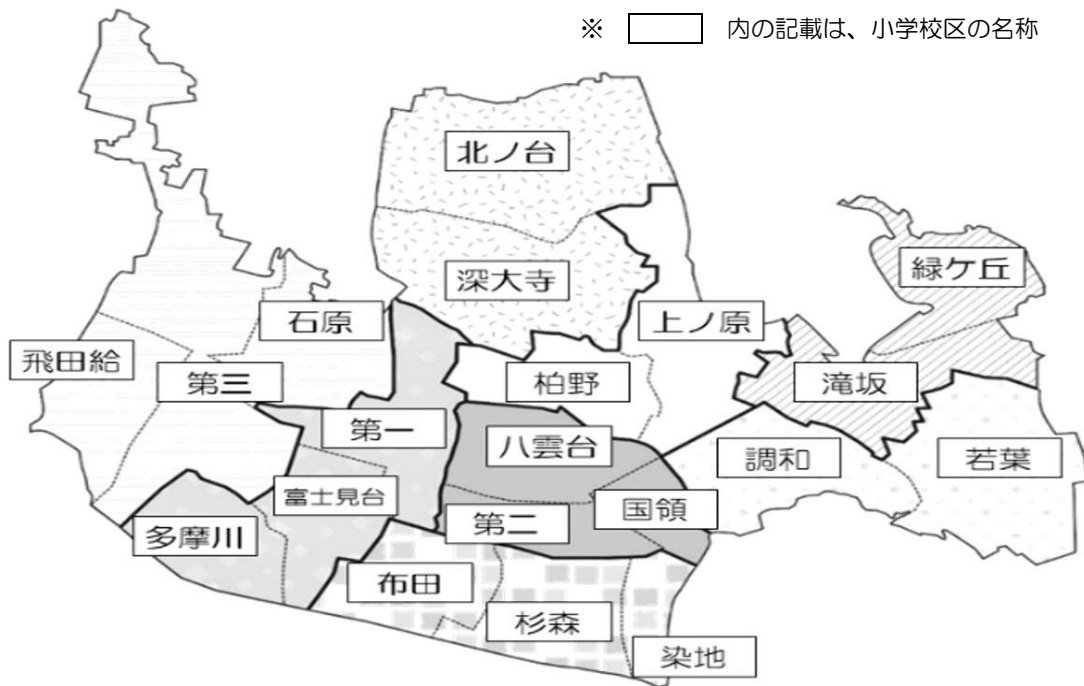 ※ 内の記載は、小学校区の名称
北ノ台
深大寺
緑ケ丘
石原
上ノ原
飛田給
第三
柏野
滝坂
第一
八雲台
調和
若葉
富士見台
国領
第二
多摩川
布田
杉森
染地